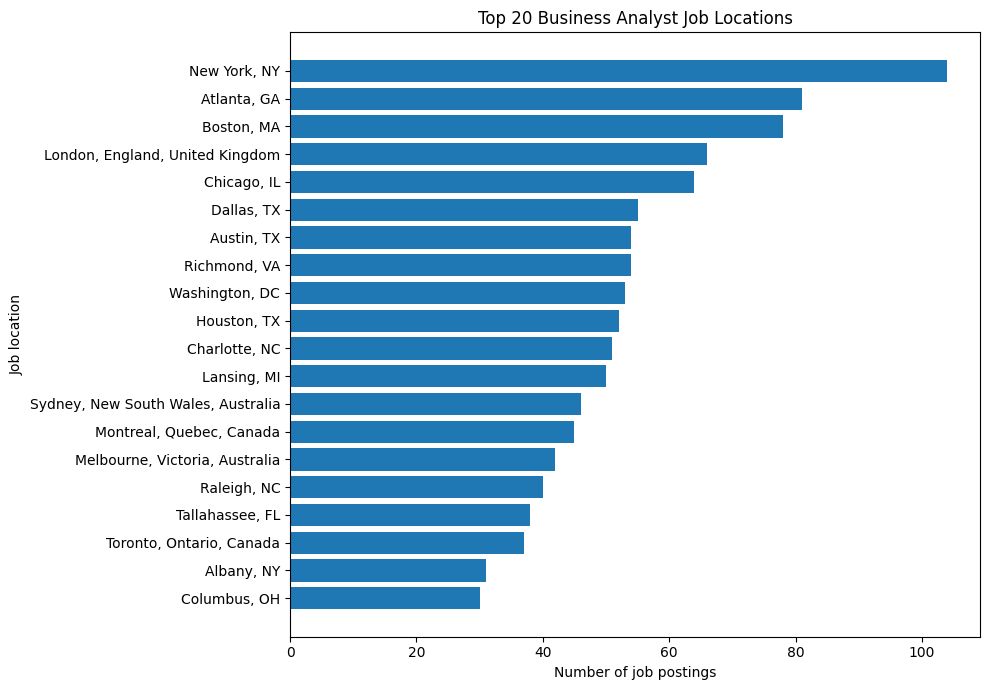 Top 20 Business Analyst Job Locations
Job location
New York, NY
Atlanta, GA
Boston, MA
London, England, United Kingdom
Chicago, IL
Dallas, TX
Austin, TX
Richmond, VA
Washington, DC
Houston, TX
Charlotte, NC
Lansing, MI
Sydney, New South Wales, Australia
Montreal, Quebec, Canada
Melbourne, Victoria, Australia
Raleigh, NC
Tallahassee, FL
Toronto, Ontario, Canada
Albany, NY
Columbus, OH
0 20 40 60 80 100
Number of job postings